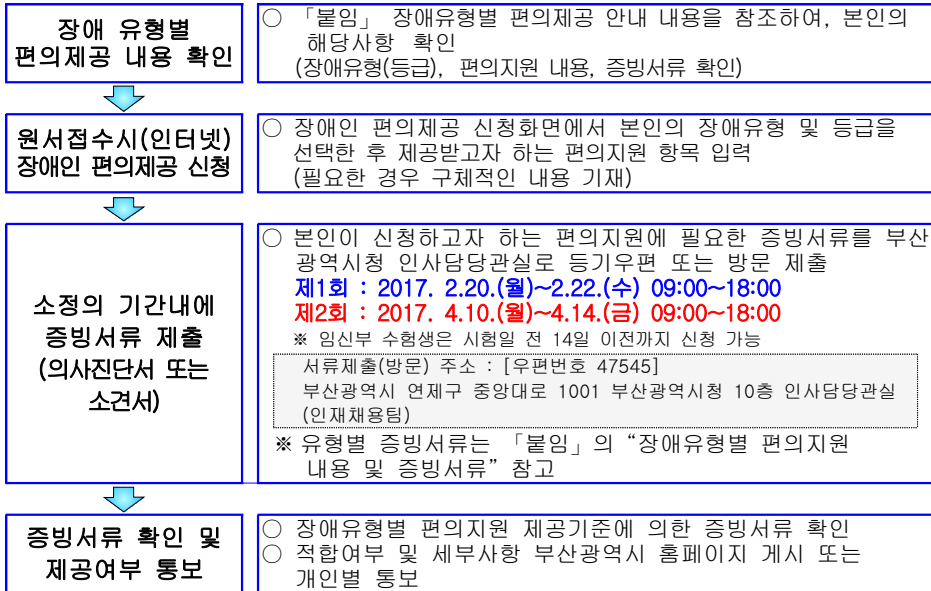 장애 유형별
편의제공 내용 확인
○ 「붙임」 장애유형별 편의제공 안내 내용을 참조하여, 본인의
해당사항 확인
(장애유형(등급), 편의지원 내용, 증빙서류 확인)
원서접수시(인터넷)
장애인 편의제공 신청
○ 장애인 편의제공 신청화면에서 본인의 장애유형 및 등급을
선택한 후 제공받고자 하는 편의지원 항목 입력
(필요한 경우 구체적인 내용 기재)
소정의 기간내에
증빙서류 제출
(의사진단서 또는
소견서)
○ 본인이 신청하고자 하는 편의지원에 필요한 증빙서류를 부산
광역시청 인사담당관실로 등기우편 또는 방문 제출
제1회 : 2017. 2.20.(월)~2.22.(수) 09:00~18:00
제2회 : 2017. 4.10.(월)~4.14.(금) 09:00~18:00
※ 임신부 수험생은 시험일 전 14일 이전까지 신청 가능
서류제출(방문) 주소 : [우편번호 47545]
부산광역시 연제구 중앙대로 1001 부산광역시청 10층 인사담당관실
(인재채용팀)
※ 유형별 증빙서류는 「붙임」의 “장애유형별 편의지원
내용 및 증빙서류” 참고
증빙서류 확인 및
제공여부 통보
○ 장애유형별 편의지원 제공기준에 의한 증빙서류 확인
○ 적합여부 및 세부사항 부산광역시 홈페이지 게시 또는
개인별 통보